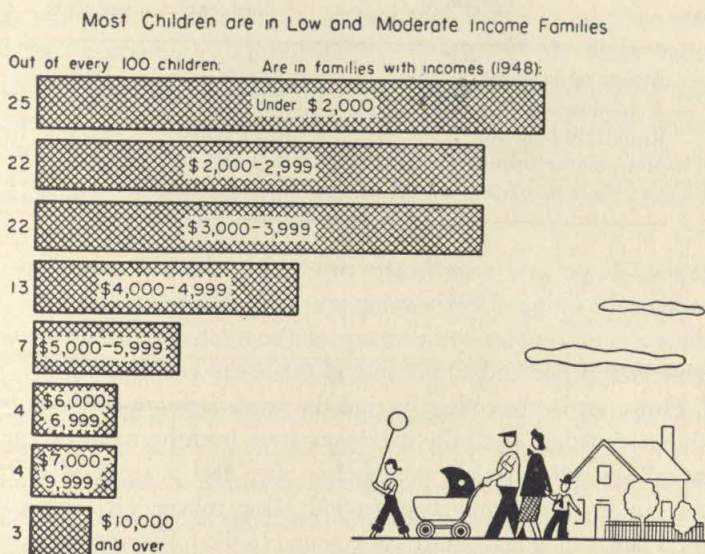 Most Children are in Low and Moderate Income Families
Out of every 100 children: Are in families with incomes (1948):
25 Under $2,000
22 $2,000-2,999
22 $3,000-3,999
13 $4,000-4,999
7 $5,000-5,999
4 $6,000-
6,999
4 $7,000-
9,999
3 $10,000
and over